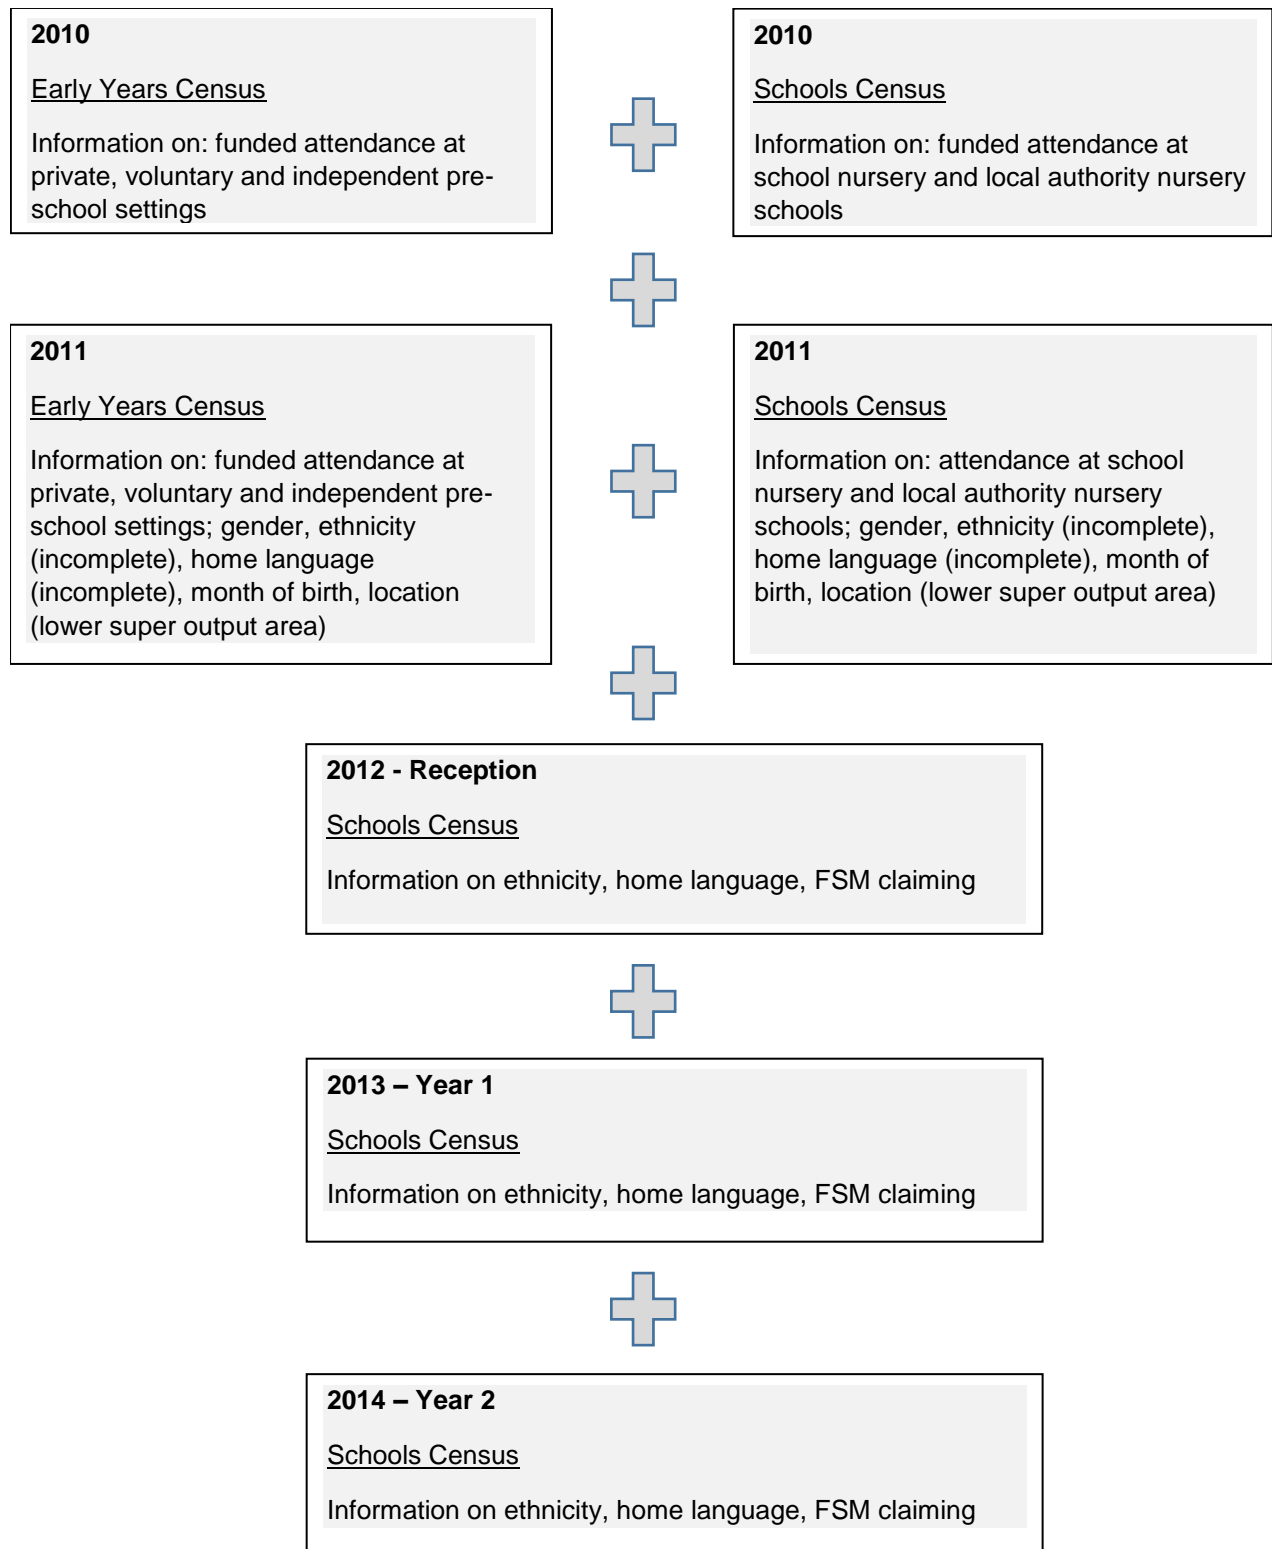 2010
Early Years Census
Information on: funded attendance at
private, voluntary and independent pre-
school settings
2010
Schools Census
Information on: funded attendance at
school nursery and local authority nursery
schools
2011
Early Years Census
Information on: funded attendance at
private, voluntary and independent pre-
school settings; gender, ethnicity
(incomplete), home language
(incomplete), month of birth, location
(lower super output area)
2011
Schools Census
Information on: attendance at school
nursery and local authority nursery
schools; gender, ethnicity (incomplete),
home language (incomplete), month of
birth, location (lower super output area)
2012 - Reception
Schools Census
Information on ethnicity, home language, FSM claiming
2013 – Year 1
Schools Census
Information on ethnicity, home language, FSM claiming
2014 – Year 2
Schools Census
Information on ethnicity, home language, FSM claiming